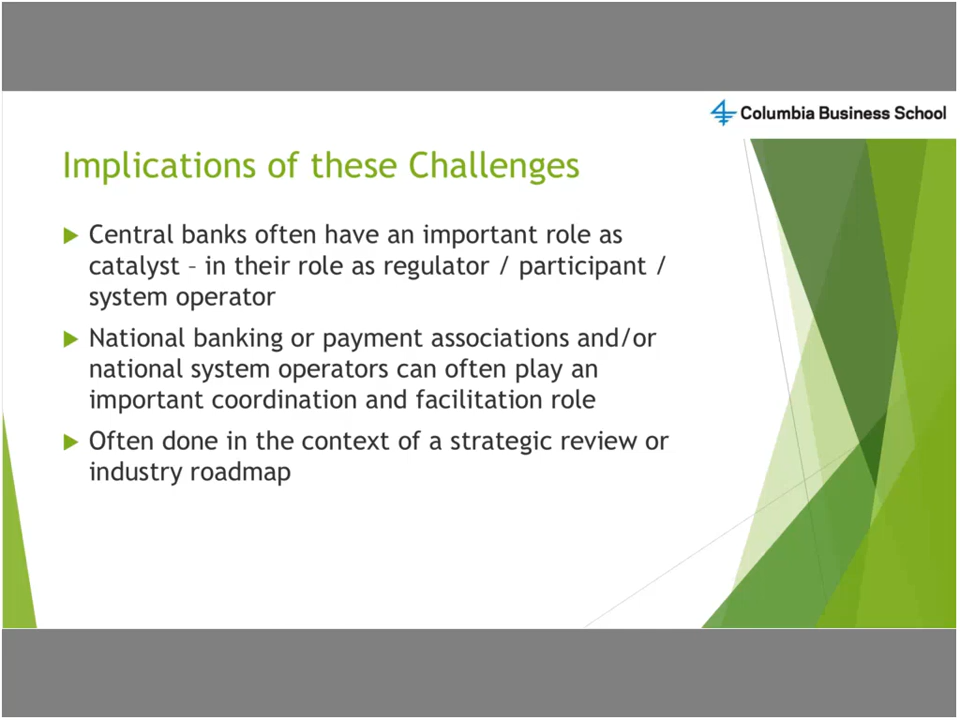 Columbia Business School
Implications of these Challenges
Central banks often have an important role as
catalyst – in their role as regulator / participant /
system operator
National banking or payment associations and/or
national system operators can often play an
important coordination and facilitation role
Often done in the context of a strategic review or
industry roadmap